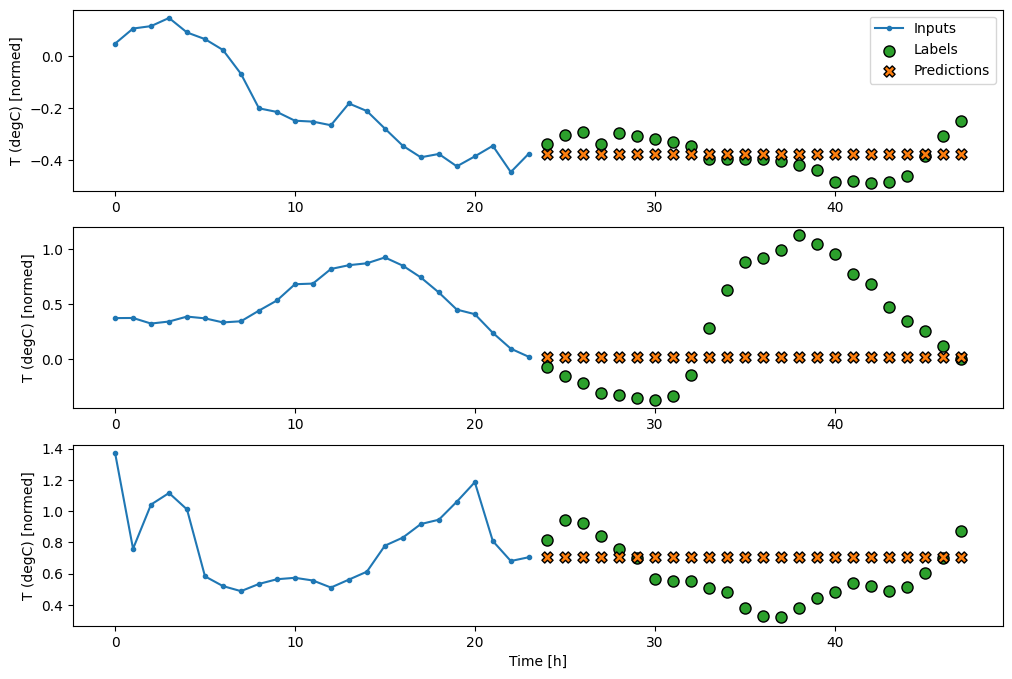 T (degC) [normed]
0.0
−0.2
−0.4
Inputs
Labels
Predictions
0 10 20 30 40
T (degC) [normed]
1.0
0.5
0.0
0 10 20 30 40
T (degC) [normed]
1.4
1.2
1.0
0.8
0.6
0.4
0 10 20 30 40
Time [h]